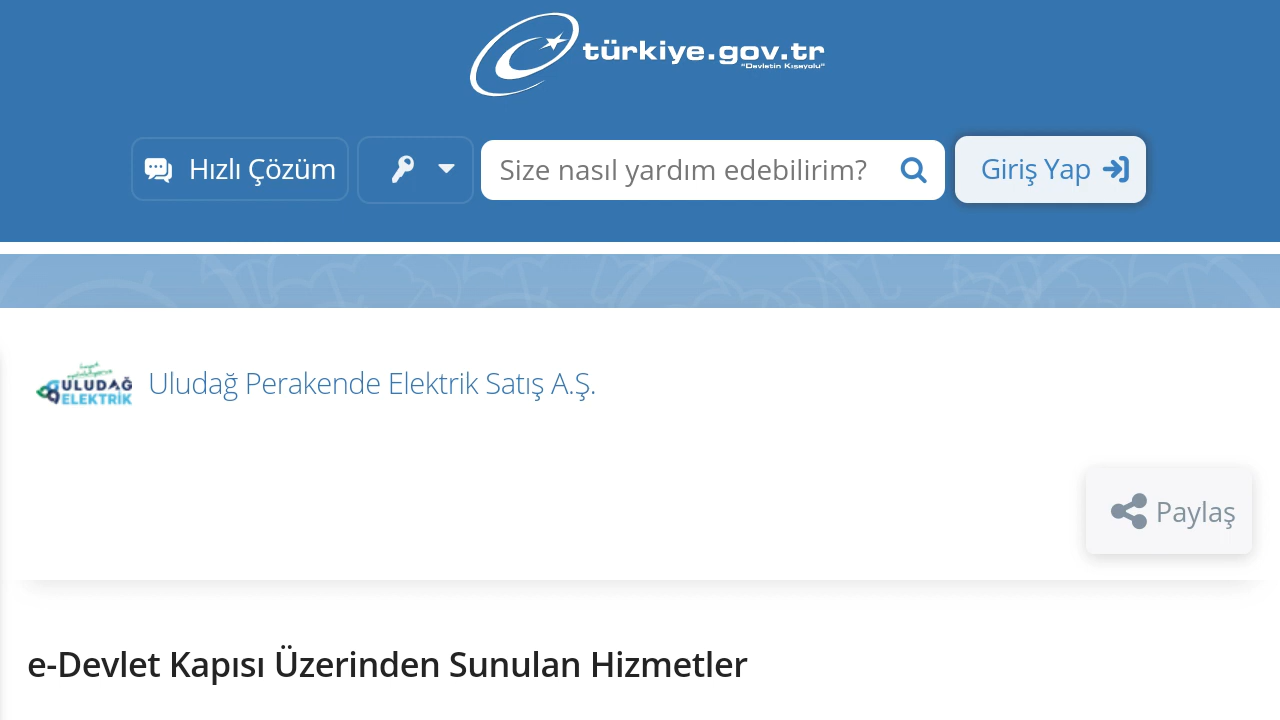 türkiye.gov.tr
"Devletin Kısayolu"
Hızlı Çözüm
Size nasıl yardım edebilirim?
Giriş Yap
ULUDAĞ
ELEKTRİK
Uludağ Perakende Elektrik Satış A.Ş.
Paylaş
e-Devlet Kapısı Üzerinden Sunulan Hizmetler